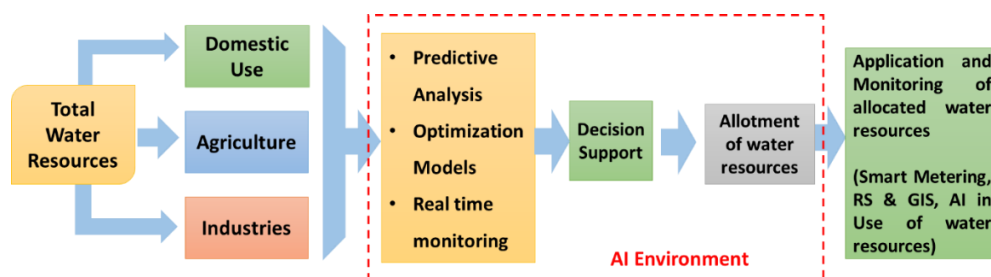 Total
Water
Resources
Domestic
Use
Agriculture
Industries
• Predictive
Analysis
• Optimization
Models
• Real time
monitoring
Decision
Support
Allotment
of water
resources
AI Environment
Application and
Monitoring of
allocated water
resources
(Smart Metering,
RS & GIS, AI in
Use of water
resources)